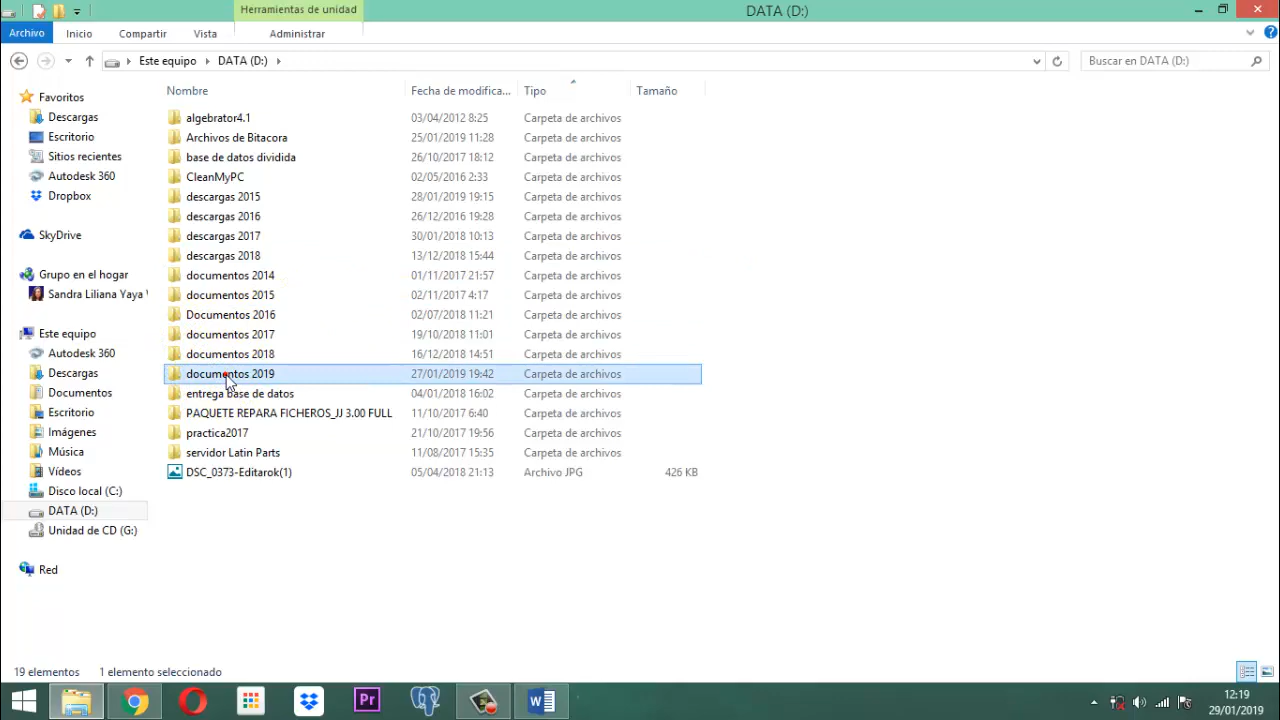 Herramientas de unidad
DATA (D:)
Archivo Inicio Compartir Vista Administrar
Este equipo DATA (D:)
Buscar en DATA (D:)
Nombre Fecha de modifica... Tipo Tamaño
Favoritos
Descargas
Escritorio
Sitios recientes
Autodesk 360
Dropbox
SkyDrive
Grupo en el hogar
Sandra Liliana Yaya
Este equipo
Autodesk 360
Descargas
Documentos
Escritorio
Imágenes
Música
Vídeos
Disco local (C:)
DATA (D:)
Unidad de CD (G:)
Red
algebrator4.1 03/04/2012 8:25 Carpeta de archivos
Archivos de Bitacora 25/01/2019 11:28 Carpeta de archivos
base de datos dividida 26/10/2017 18:12 Carpeta de archivos
CleanMyPC 02/05/2016 2:33 Carpeta de archivos
descargas 2015 28/01/2019 19:15 Carpeta de archivos
descargas 2016 26/12/2016 19:28 Carpeta de archivos
descargas 2017 30/01/2018 10:13 Carpeta de archivos
descargas 2018 13/12/2018 15:44 Carpeta de archivos
documentos 2014 01/11/2017 21:57 Carpeta de archivos
documentos 2015 02/11/2017 4:17 Carpeta de archivos
Documentos 2016 02/07/2018 11:21 Carpeta de archivos
documentos 2017 19/10/2018 11:01 Carpeta de archivos
documentos 2018 16/12/2018 14:51 Carpeta de archivos
documentos 2019 27/01/2019 19:42 Carpeta de archivos
entrega base de datos 04/01/2018 16:02 Carpeta de archivos
PAQUETE REPARA FICHEROS_JJ 3.00 FULL 11/10/2017 6:40 Carpeta de archivos
practica2017 21/10/2017 19:56 Carpeta de archivos
servidor Latin Parts 11/08/2017 15:35 Carpeta de archivos
DSC_0373-Editarok(1) 05/04/2018 21:13 Archivo JPG 426 KB
19 elementos 1 elemento seleccionado
Pr
W
12:19
29/01/2019